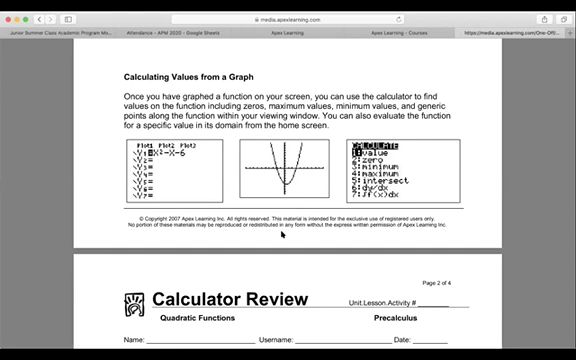 media.apexlearning.com
Junior Summer Class Academic Program Mo...
Attendance - APM 2020 - Google Sheets
Apex Learning
Apex Learning - Courses
Calculating Values from a Graph
Once you have graphed a function on your screen, you can use the calculator to find
values on the function including zeros, maximum values, minimum values, and generic
points along the function within your viewing window. You can also evaluate the function
for a specific value in its domain from the home screen.
Plot1 Plot2 Plot3
\Y1=X²-X-6
\Y2=
\Y3=
\Y4=
\Y5=
\Y6=
\Y7=
CALCULATE
1:value
2:zero
3:minimum
4:maximum
5:intersect
6:dy/dx
7:∫f(x)dx
© Copyright 2007 Apex Learning Inc. All rights reserved. This material is intended for the exclusive use of registered users only.
No portion of these materials may be reproduced or redistributed in any form without the express written permission of Apex Learning Inc.
Page 2 of 4
Calculator Review
Unit.Lesson.Activity # ________
Quadratic Functions
Precalculus
Name: ____________ Username: ____________ Date: ________